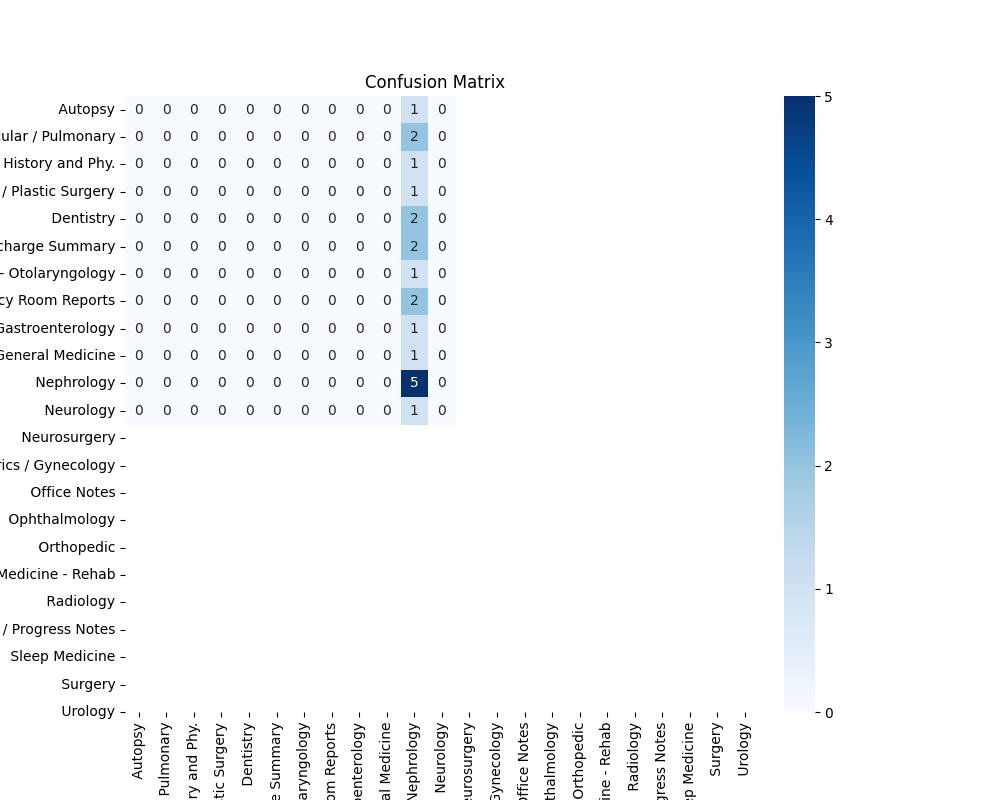 Confusion Matrix
Autopsy 0 0 0 0 0 0 0 0 0 0 1 0
/ Pulmonary 0 0 0 0 0 0 0 0 0 0 2 0
History and Phy. 0 0 0 0 0 0 0 0 0 0 1 0
/ Plastic Surgery 0 0 0 0 0 0 0 0 0 0 1 0
Dentistry 0 0 0 0 0 0 0 0 0 0 2 0
charge Summary 0 0 0 0 0 0 0 0 0 0 2 0
- Otolaryngology 0 0 0 0 0 0 0 0 0 0 1 0
cy Room Reports 0 0 0 0 0 0 0 0 0 0 2 0
Gastroenterology 0 0 0 0 0 0 0 0 0 0 1 0
General Medicine 0 0 0 0 0 0 0 0 0 0 1 0
Nephrology 0 0 0 0 0 0 0 0 0 0 5 0
Neurology 0 0 0 0 0 0 0 0 0 0 1 0
Neurosurgery
rics / Gynecology
Office Notes
Ophthalmology
Orthopedic
Medicine - Rehab
Radiology
/ Progress Notes
Sleep Medicine
Surgery
Urology
Autopsy
Pulmonary
ry and Phy.
stic Surgery
Dentistry
e Summary
aryngology
om Reports
oenterology
al Medicine
Nephrology
Neurology
eurosurgery
Gynecology
Office Notes
thalmology
Orthopedic
ine - Rehab
Radiology
gress Notes
ep Medicine
Surgery
Urology
5
4
3
2
1
0